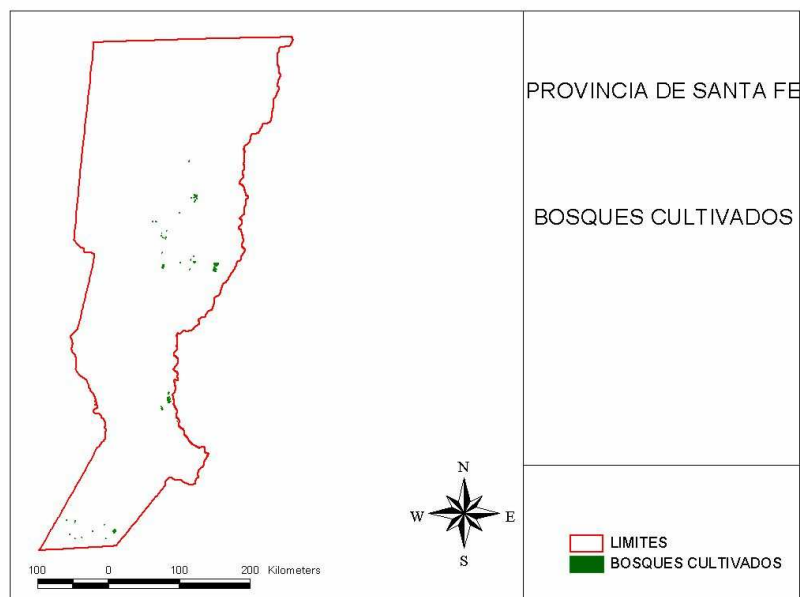 PROVINCIA DE SANTA FE
BOSQUES CULTIVADOS
N
W E
S
LIMITES
BOSQUES CULTIVADOS
100 0 100 200 Kilometers